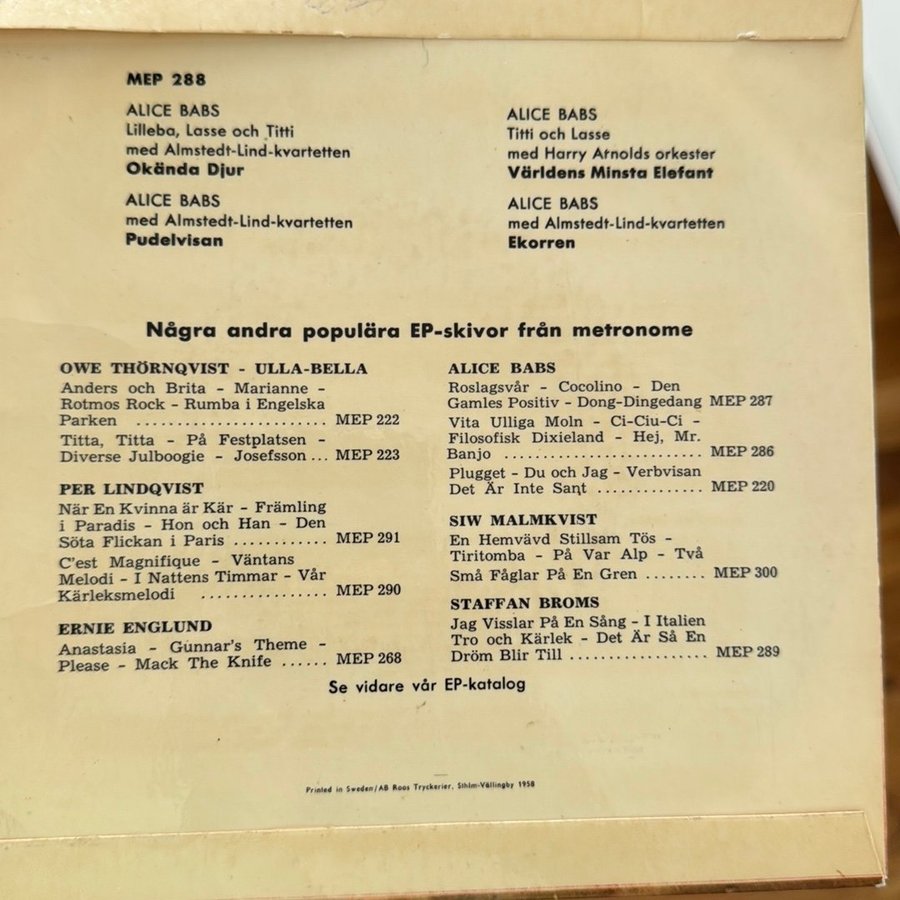 MEP 288
ALICE BABS
Lilleba, Lasse och Titti
med Almstedt-Lind-kvartetten
Okända Djur
ALICE BABS
med Almstedt-Lind-kvartetten
Pudelvisan
ALICE BABS
Titti och Lasse
med Harry Arnolds orkester
Världens Minsta Elefant
ALICE BABS
med Almstedt-Lind-kvartetten
Ekorren
Några andra populära EP-skivor från metronome
OWE THÖRNQVIST - ULLA-BELLA
Anders och Brita - Marianne -
Rotmos Rock - Rumba i Engelska
Parken ........................ MEP 222
Titta, Titta - På Festplatsen -
Diverse Julboogie - Josefsson ... MEP 223
PER LINDQVIST
När En Kvinna är Kär - Främling
i Paradis - Hon och Han - Den
Söta Flickan i Paris ............ MEP 291
C'est Magnifique - Väntans
Melodi - I Nattens Timmar - Vår
Kärleksmelodi ................ MEP 290
ERNIE ENGLUND
Anastasia - Gunnar's Theme -
Please - Mack The Knife ...... MEP 268
ALICE BABS
Roslagsvår - Cocolino - Den
Gamles Positiv - Dong-Dingedang MEP 287
Vita Ulliga Moln - Ci-Ciu-Ci -
Filosofisk Dixieland - Hej, Mr.
Banjo ......................... MEP 286
Plugget - Du och Jag - Verbvisan
Det Är Inte Sant ............. MEP 220
SIW MALMKVIST
En Hemvävd Stillsam Tös -
Tiritomba - På Var Alp - Två
Små Fåglar På En Gren ........ MEP 300
STAFFAN BROMS
Jag Visslar På En Sång - I Italien
Tro och Kärlek - Det Är Så En
Dröm Blir Till .................. MEP 289
Se vidare vår EP-katalog
Printed in Sweden/AB Roos Tryckerier, Sthlm-Vällingby 1958